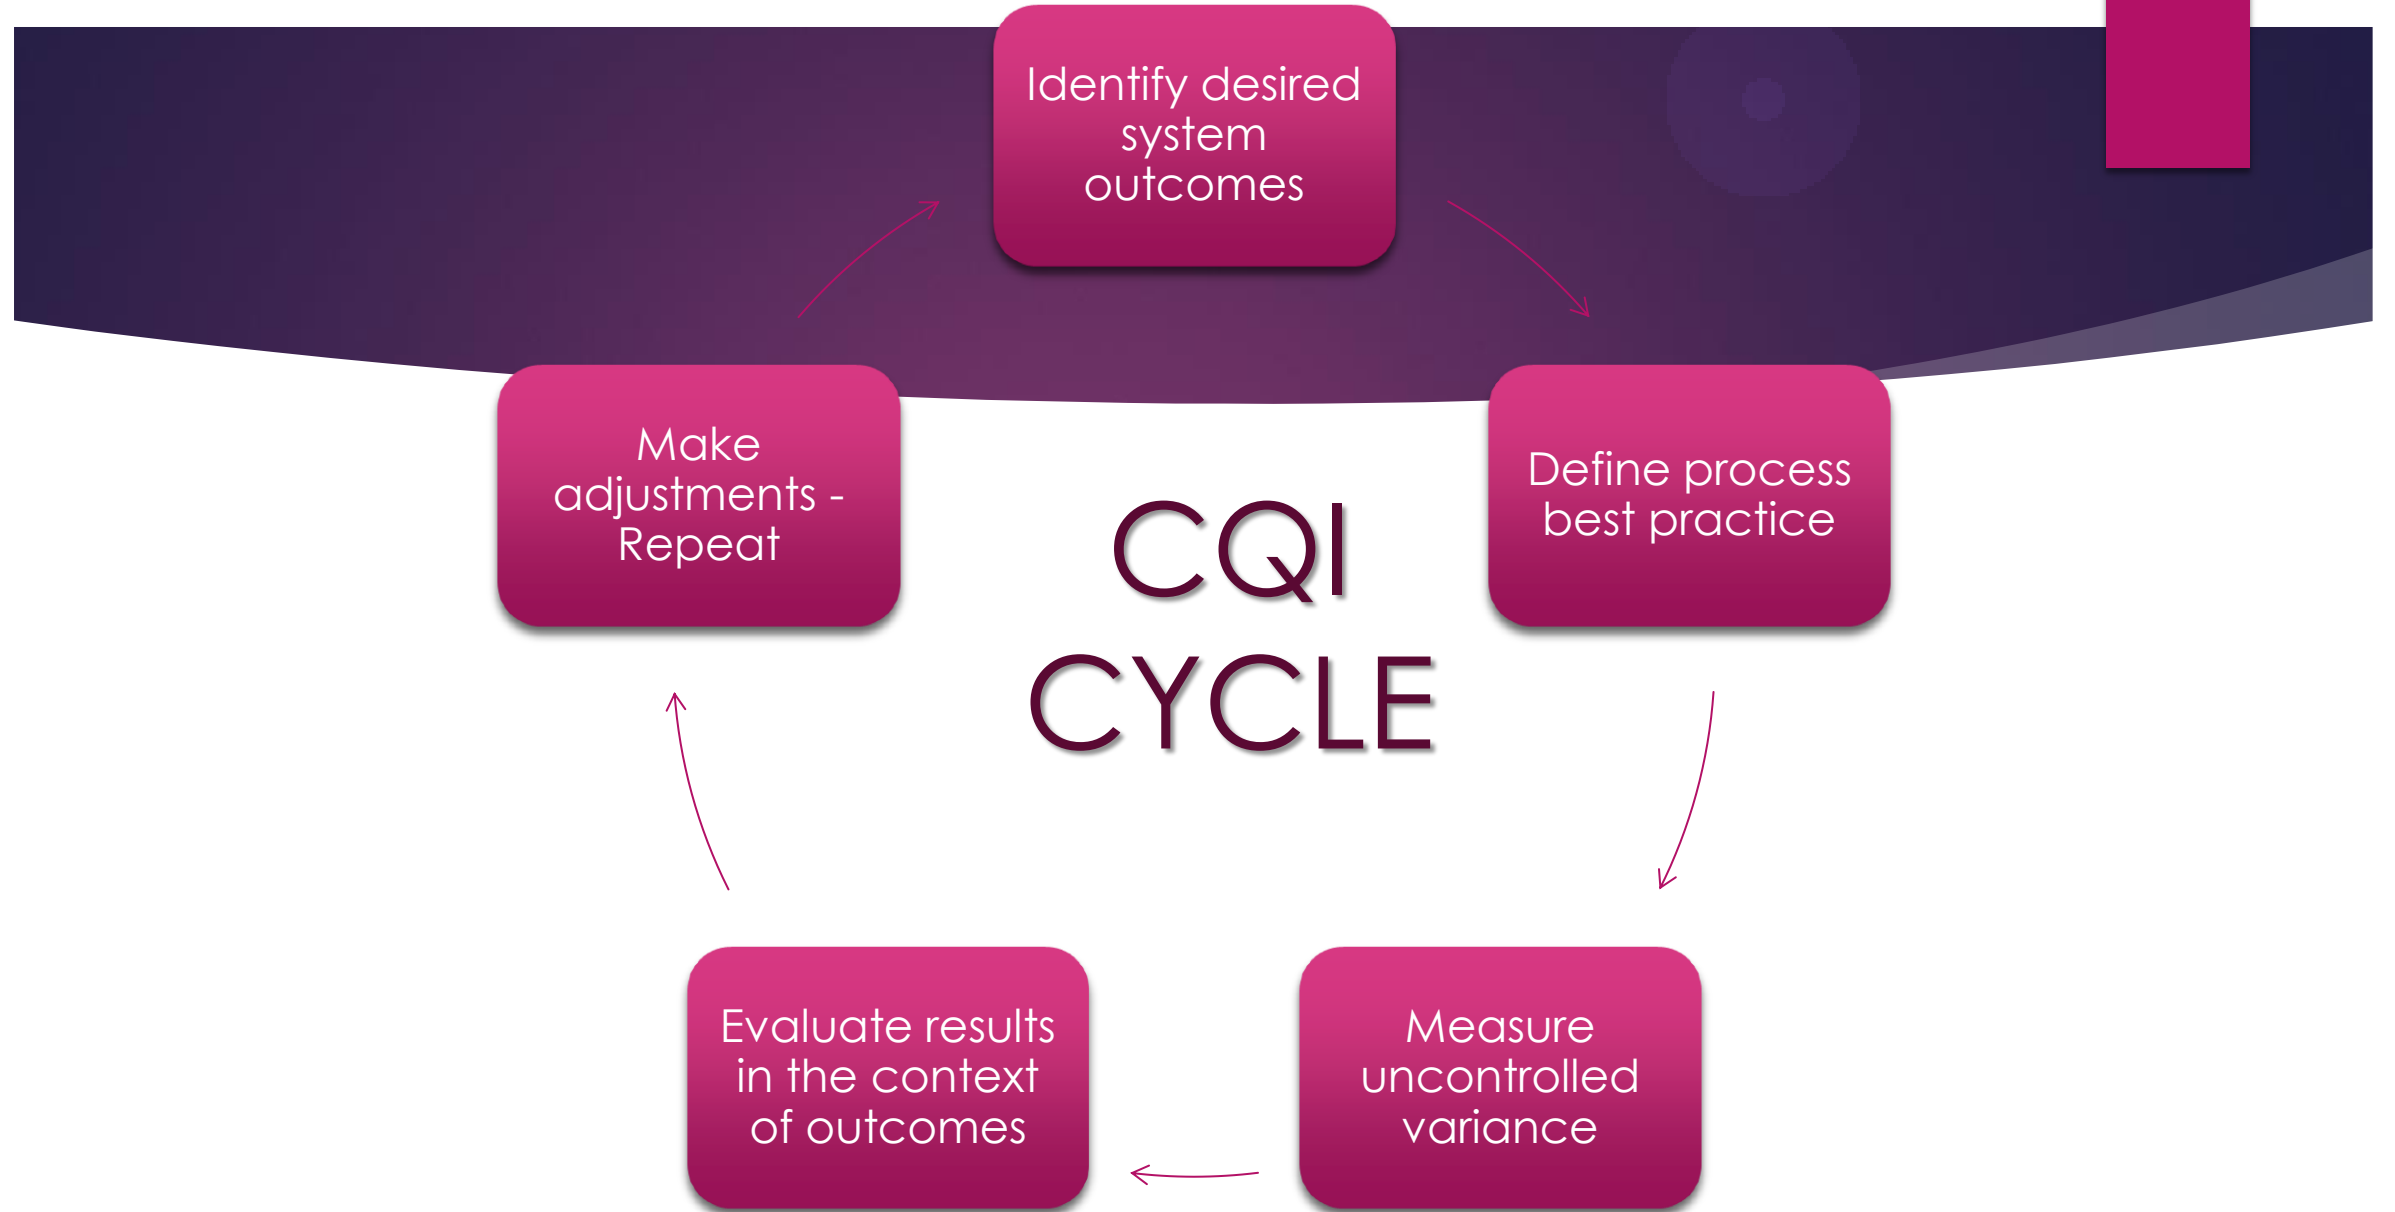 Identify desired
system
outcomes
Define process
best practice
Measure
uncontrolled
variance
Evaluate results
in the context
of outcomes
Make
adjustments -
Repeat
CQI
CYCLE